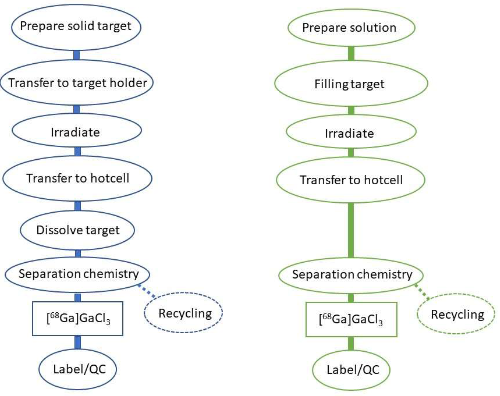 Prepare solid target
Transfer to target holder
Irradiate
Transfer to hotcell
Dissolve target
Separation chemistry
Recycling
[⁶⁸Ga]GaCl₃
Label/QC
Prepare solution
Filling target
Irradiate
Transfer to hotcell
Separation chemistry
Recycling
[⁶⁸Ga]GaCl₃
Label/QC